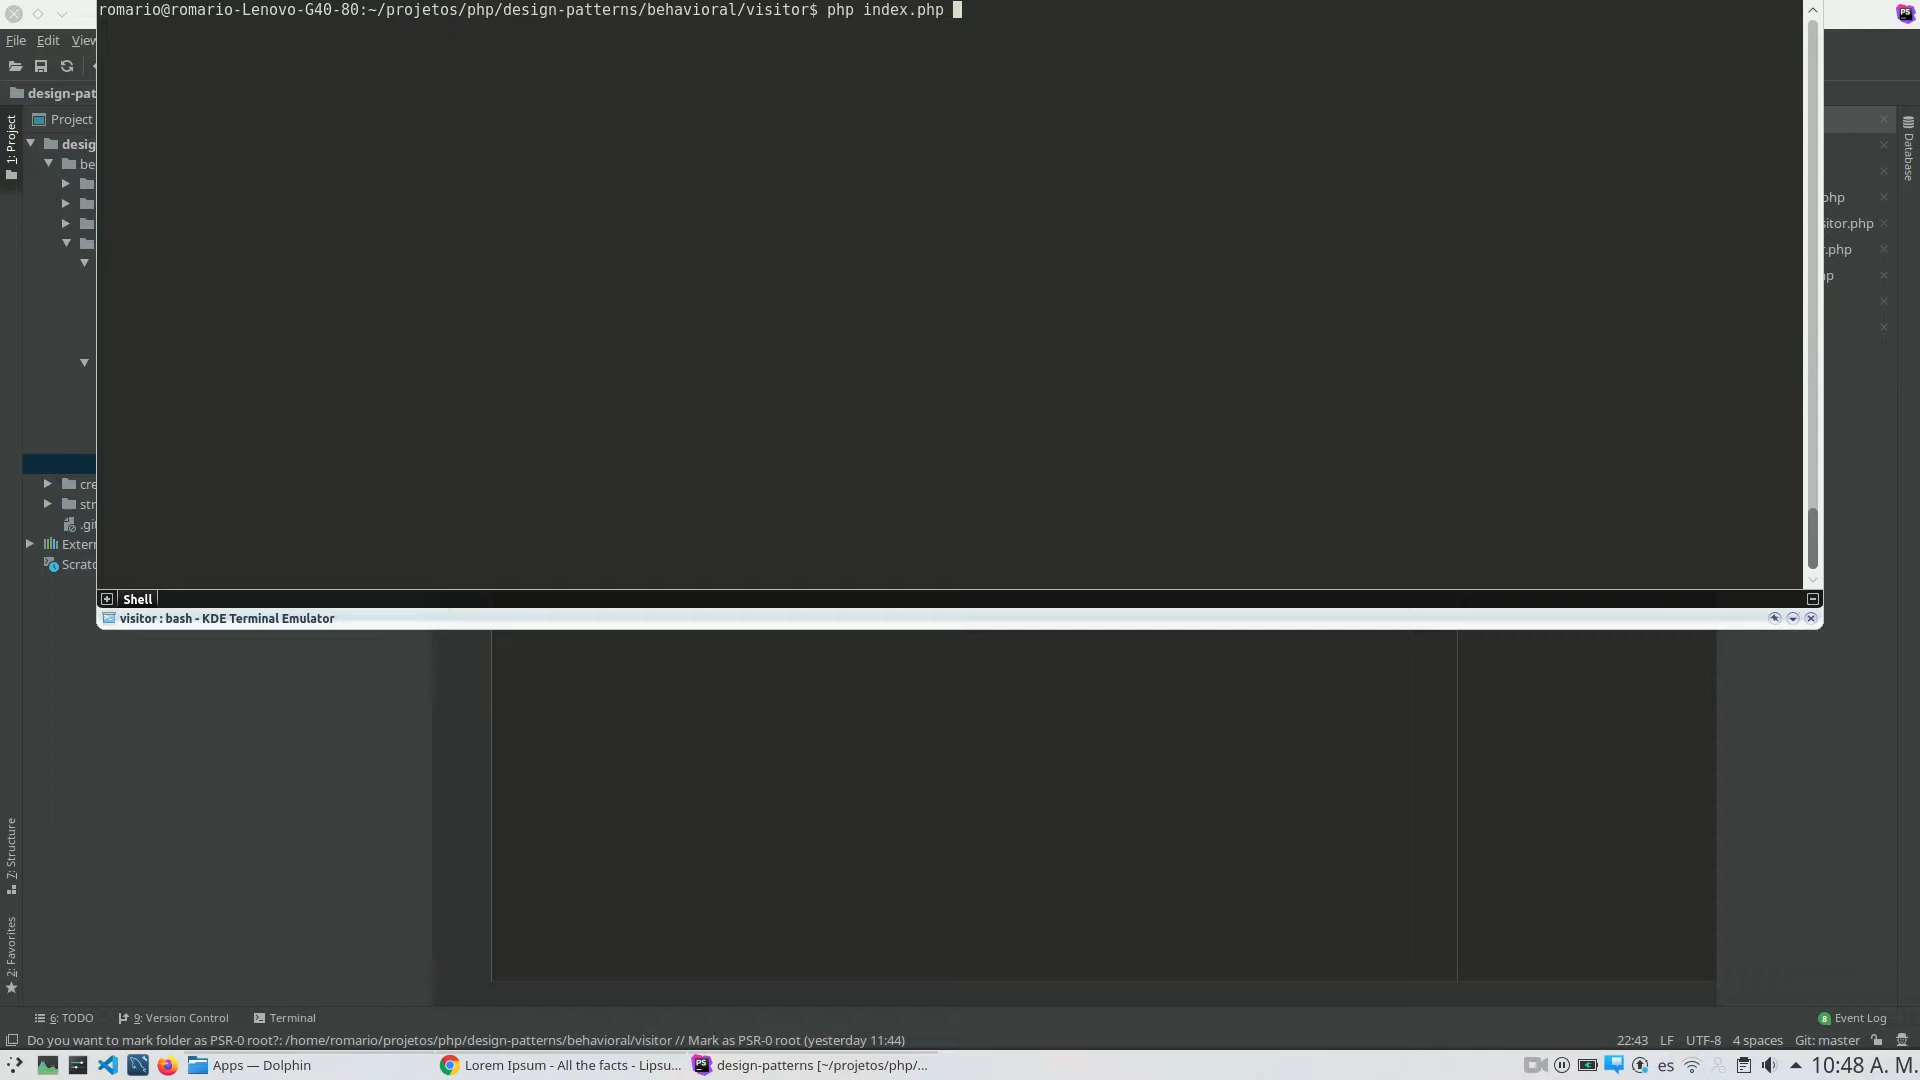 romario@romario-Lenovo-G40-80:~/projetos/php/design-patterns/behavioral/visitor$ php index.php
File Edit View
design-pat
Project
1: Project
desig
be
cre
str
.git
Extern
Scratc
php
sitor.php
.php
Database
Shell
visitor : bash - KDE Terminal Emulator
7: Structure
2: Favorites
6: TODO
9: Version Control
Terminal
8 Event Log
Do you want to mark folder as PSR-0 root?: /home/romario/projetos/php/design-patterns/behavioral/visitor // Mark as PSR-0 root (yesterday 11:44)
22:43 LF UTF-8 4 spaces Git: master
Apps — Dolphin
Lorem Ipsum - All the facts - Lipsu...
design-patterns [~/projetos/php/...
es
10:48 A. M.